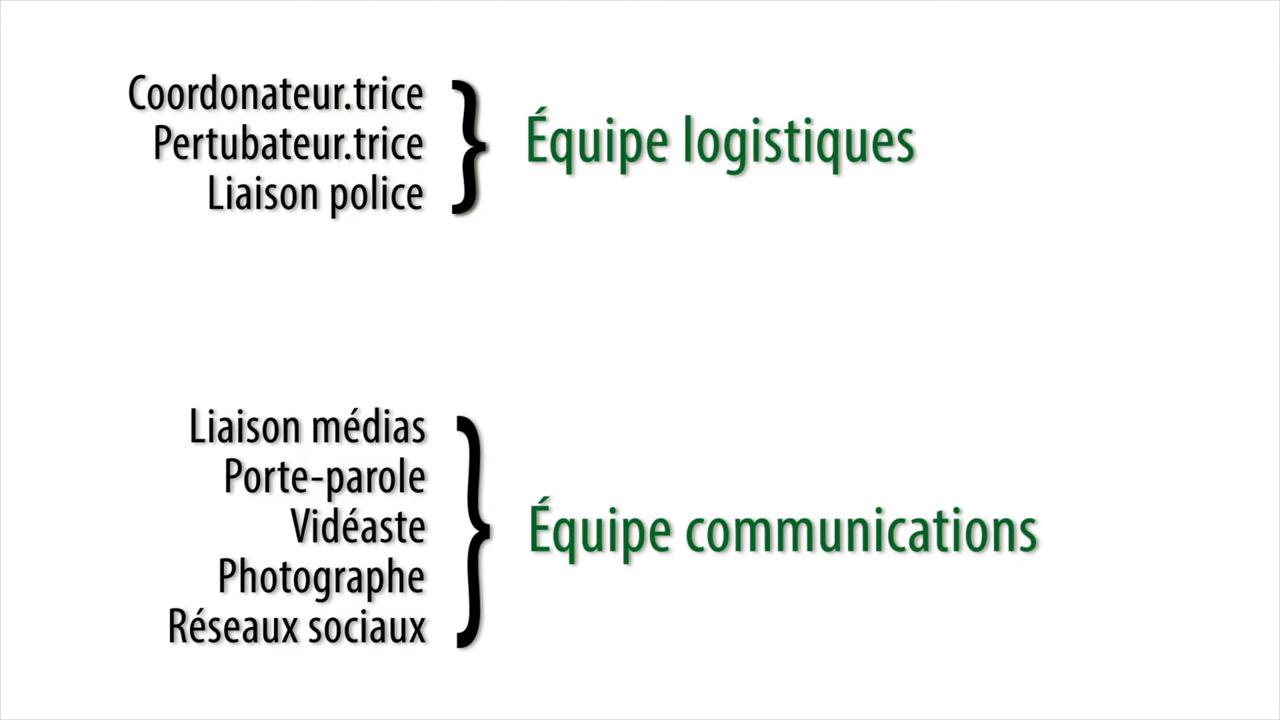 Coordonateur.trice
Pertubateur.trice
Liaison police
Équipe logistiques
Liaison médias
Porte-parole
Vidéaste
Photographe
Réseaux sociaux
Équipe communications